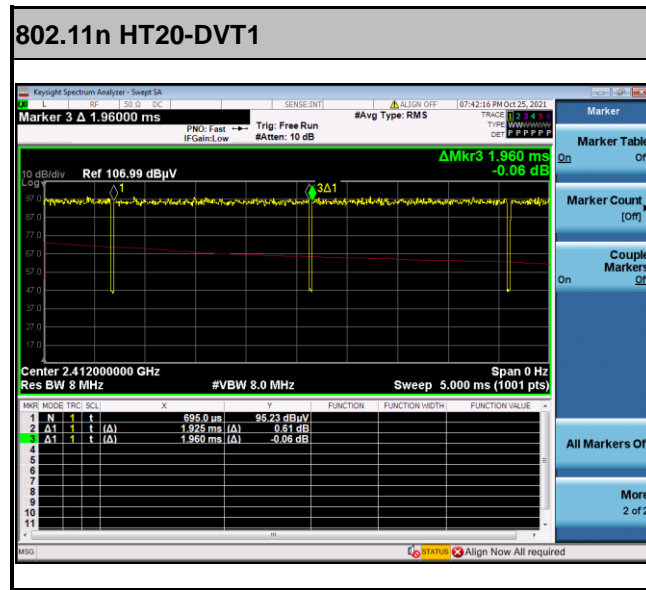 802.11n HT20-DVT1
Keysight Spectrum Analyzer - Swept SA
L RF 50 Ω DC SENSE:INT ALIGN OFF 07:42:16 PM Oct 25, 2021
Marker 3 Δ 1.96000 ms
#Avg Type: RMS
TRACE 1 2 3 4 5 6
PNO: Fast Trig: Free Run
TYPE
IFGain:Low #Atten: 10 dB
DET P P P P P P
Marker
ΔMkr3 1.960 ms
-0.06 dB
10 dB/div Ref 106.99 dBµV
Log
1
3Δ1
97.0
87.0
77.0
67.0
57.0
47.0
37.0
27.0
17.0
Center 2.412000000 GHz Span 0 Hz
Res BW 8 MHz #VBW 8.0 MHz Sweep 5.000 ms (1001 pts)
MKR MODE TRC SCL X Y FUNCTION FUNCTION WIDTH FUNCTION VALUE
1 N 1 t 695.0 µs 95.23 dBµV
2 Δ1 1 t (Δ) 1.925 ms (Δ) 0.61 dB
3 Δ1 1 t (Δ) 1.960 ms (Δ) -0.06 dB
4
5
6
7
8
9
10
11
MSG STATUS Align Now All required
Marker Table
On Of
Marker Count
[Off]
Couple
Markers
On Of
All Markers Of
More
2 of 2